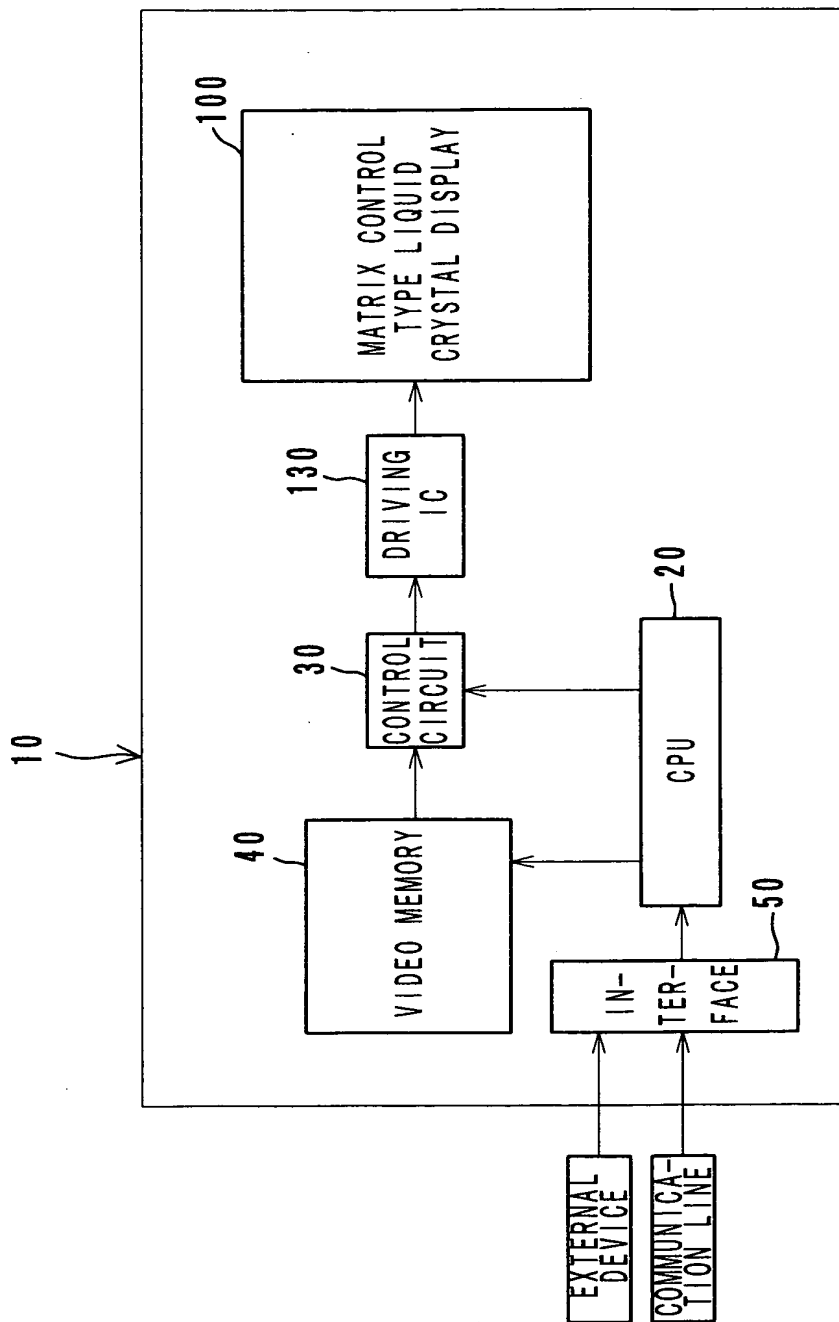 10
100
MATRIX CONTROL
TYPE LIQUID
CRYSTAL DISPLAY
130
DRIVING
IC
30
CONTROL
CIRCUIT
40
VIDEO MEMORY
20
CPU
50
IN-
TER-
FACE
EXTERNAL
DEVICE
COMMUNICA-
TION LINE